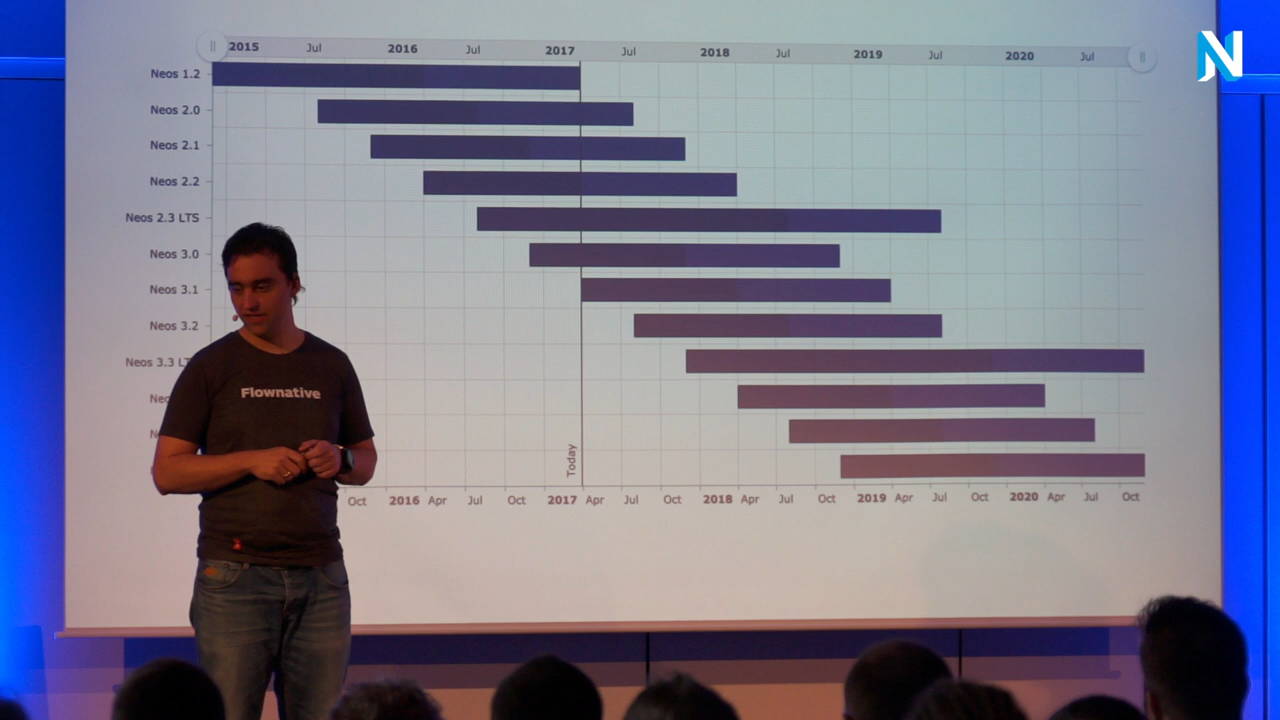 2015 Jul 2016 Jul 2017 Jul 2018 Jul 2019 Jul 2020 Jul
Neos 1.2
Neos 2.0
Neos 2.1
Neos 2.2
Neos 2.3 LTS
Neos 3.0
Neos 3.1
Neos 3.2
Neos 3.3
Flownative
Today
Oct 2016 Apr Jul Oct 2017 Apr Jul Oct 2018 Apr Jul Oct 2019 Apr Jul Oct 2020 Apr Jul Oct
N